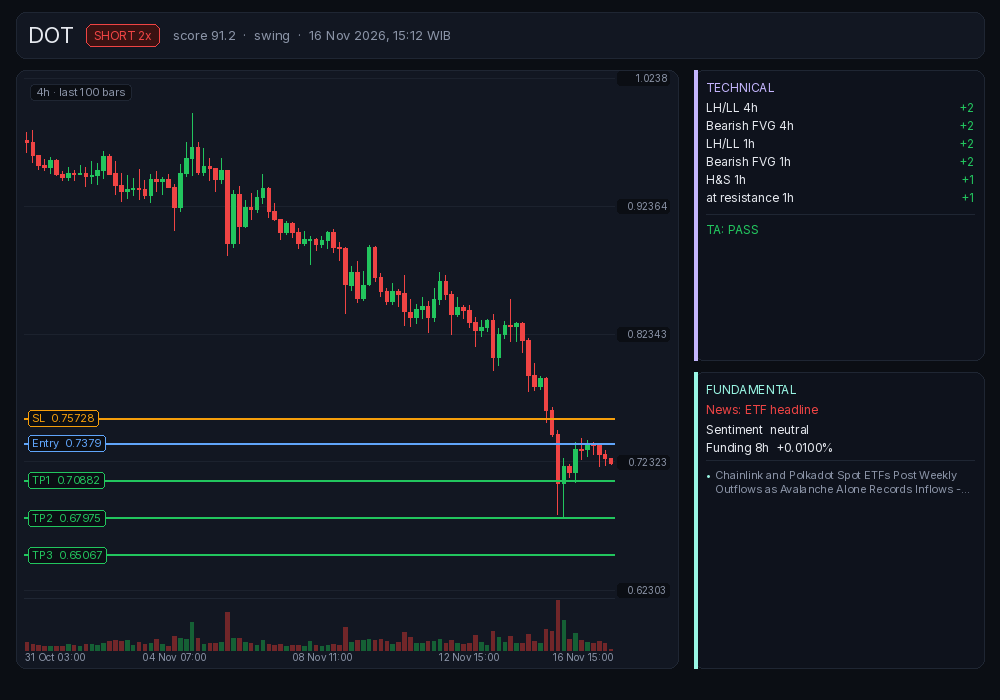 DOT SHORT 2x score 91.2 · swing · 16 Nov 2026, 15:12 WIB
4h · last 100 bars
1.0238
0.92364
0.82343
0.72323
0.62303
SL 0.75728
Entry 0.7379
TP1 0.70882
TP2 0.67975
TP3 0.65067
31 Oct 03:00 04 Nov 07:00 08 Nov 11:00 12 Nov 15:00 16 Nov 15:00
TECHNICAL
LH/LL 4h +2
Bearish FVG 4h +2
LH/LL 1h +2
Bearish FVG 1h +2
H&S 1h +1
at resistance 1h +1
TA: PASS
FUNDAMENTAL
News: ETF headline
Sentiment neutral
Funding 8h +0.0100%
• Chainlink and Polkadot Spot ETFs Post Weekly
Outflows as Avalanche Alone Records Inflows -...